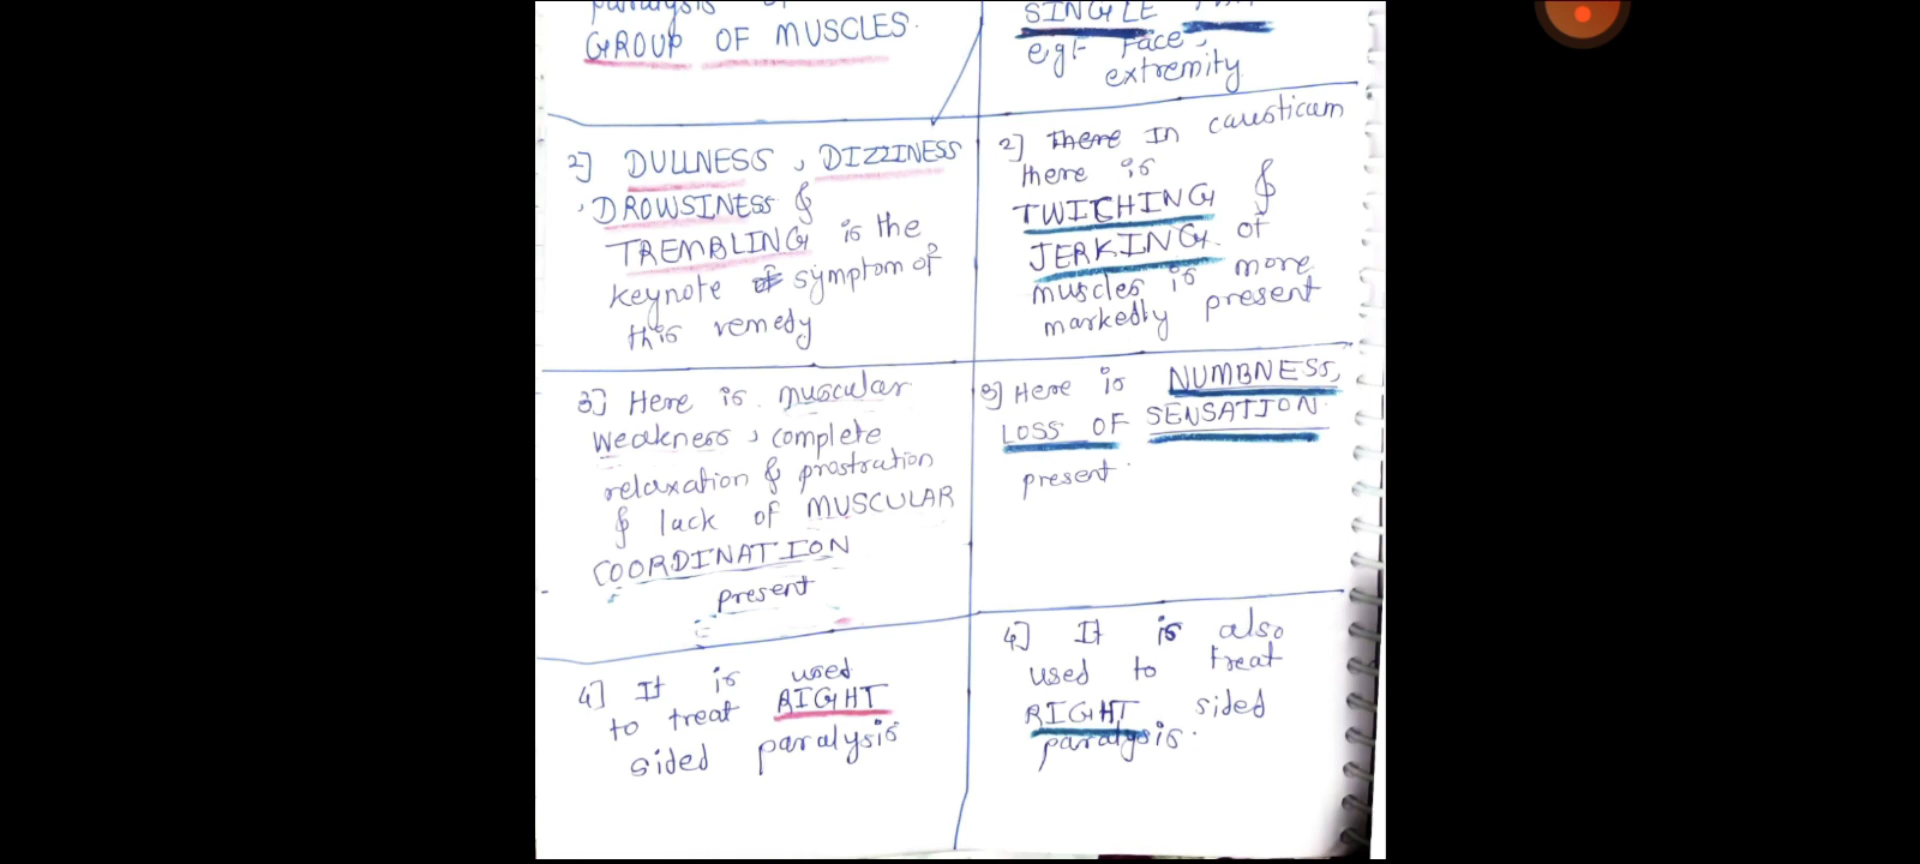 paralysis
GROUP OF MUSCLES.
2] DULLNESS, DIZZINESS
, DROWSINESS &
TREMBLING is the
keynote symptom of
this remedy
3] Here is muscular
weakness, complete
relaxation & prostration
& lack of MUSCULAR
COORDINATION
present
4] It is used
to treat RIGHT
sided paralysis
SINGLE
eg:- Face,
extremity
2] There In causticum
there is
TWITCHING &
JERKING of
muscles is more
markedly present
3] Here is NUMBNESS,
LOSS OF SENSATION
present.
4] It is also
used to treat
RIGHT sided
paralysis.